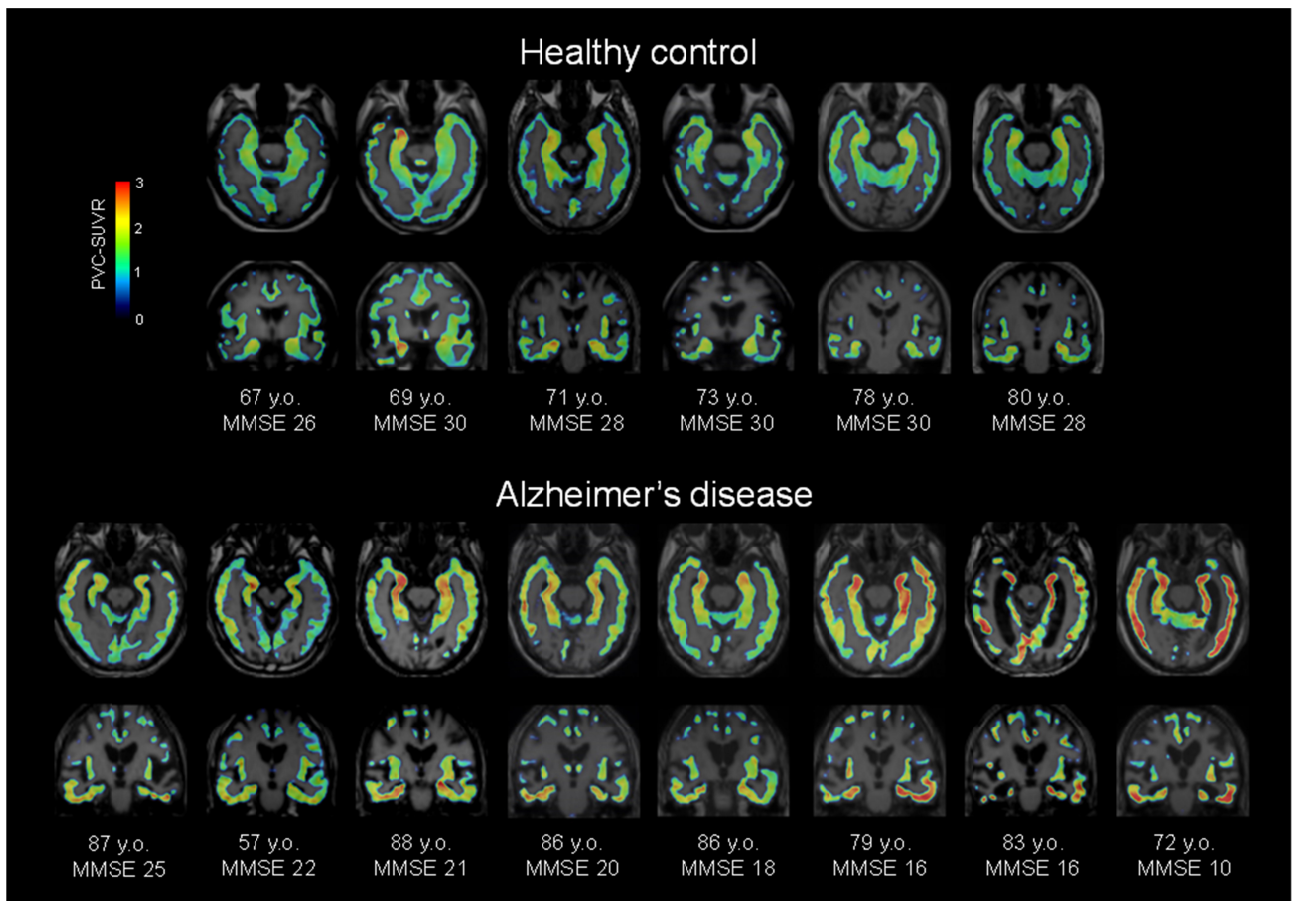 Healthy control
PVC-SUVR
3
2
1
0
67 y.o.
MMSE 26
69 y.o.
MMSE 30
71 y.o.
MMSE 28
73 y.o.
MMSE 30
78 y.o.
MMSE 30
80 y.o.
MMSE 28
Alzheimer's disease
87 y.o.
MMSE 25
57 y.o.
MMSE 22
88 y.o.
MMSE 21
86 y.o.
MMSE 20
86 y.o.
MMSE 18
79 y.o.
MMSE 16
83 y.o.
MMSE 16
72 y.o.
MMSE 10